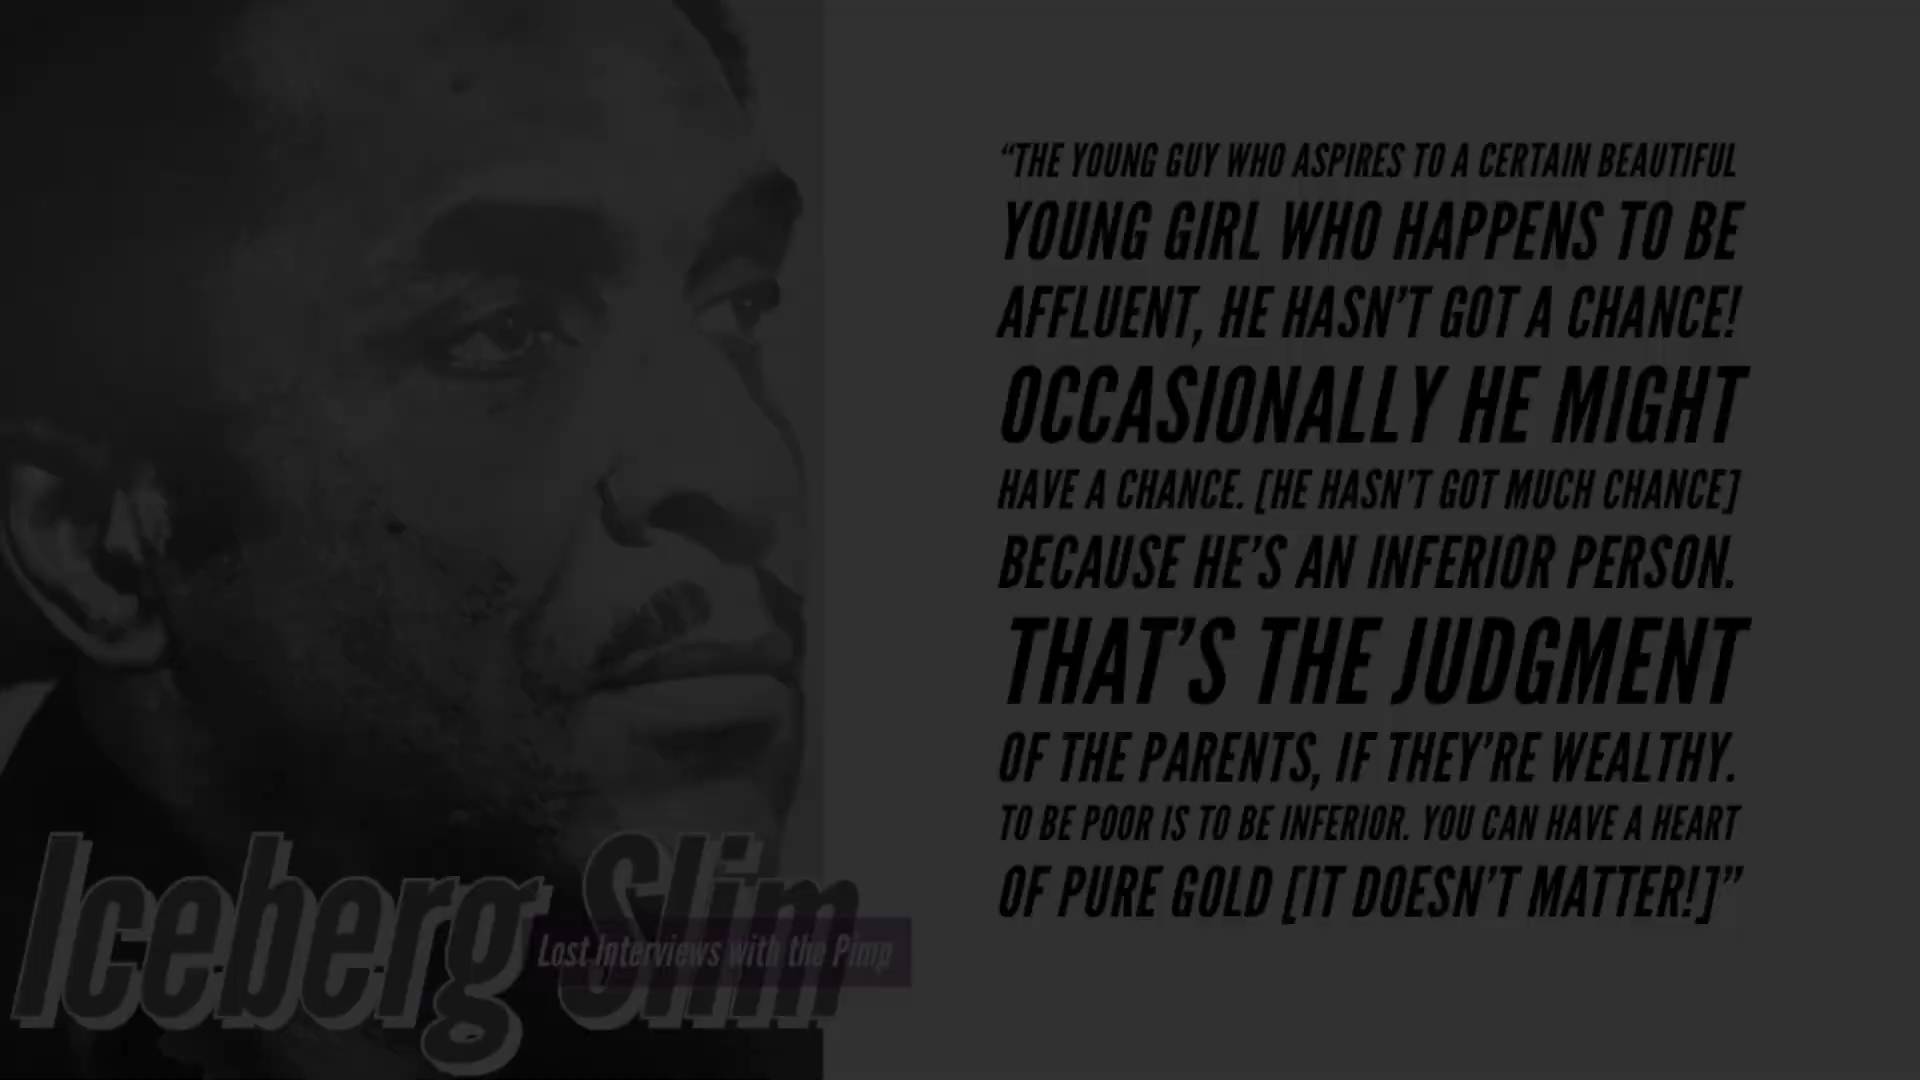 “THE YOUNG GUY WHO ASPIRES TO A CERTAIN BEAUTIFUL
YOUNG GIRL WHO HAPPENS TO BE
AFFLUENT, HE HASN’T GOT A CHANCE!
OCCASIONALLY HE MIGHT
HAVE A CHANCE. [HE HASN’T GOT MUCH CHANCE]
BECAUSE HE’S AN INFERIOR PERSON.
THAT’S THE JUDGMENT
OF THE PARENTS, IF THEY’RE WEALTHY.
TO BE POOR IS TO BE INFERIOR. YOU CAN HAVE A HEART
OF PURE GOLD [IT DOESN’T MATTER!]”
Iceberg Slim
Lost Interviews with the Pimp